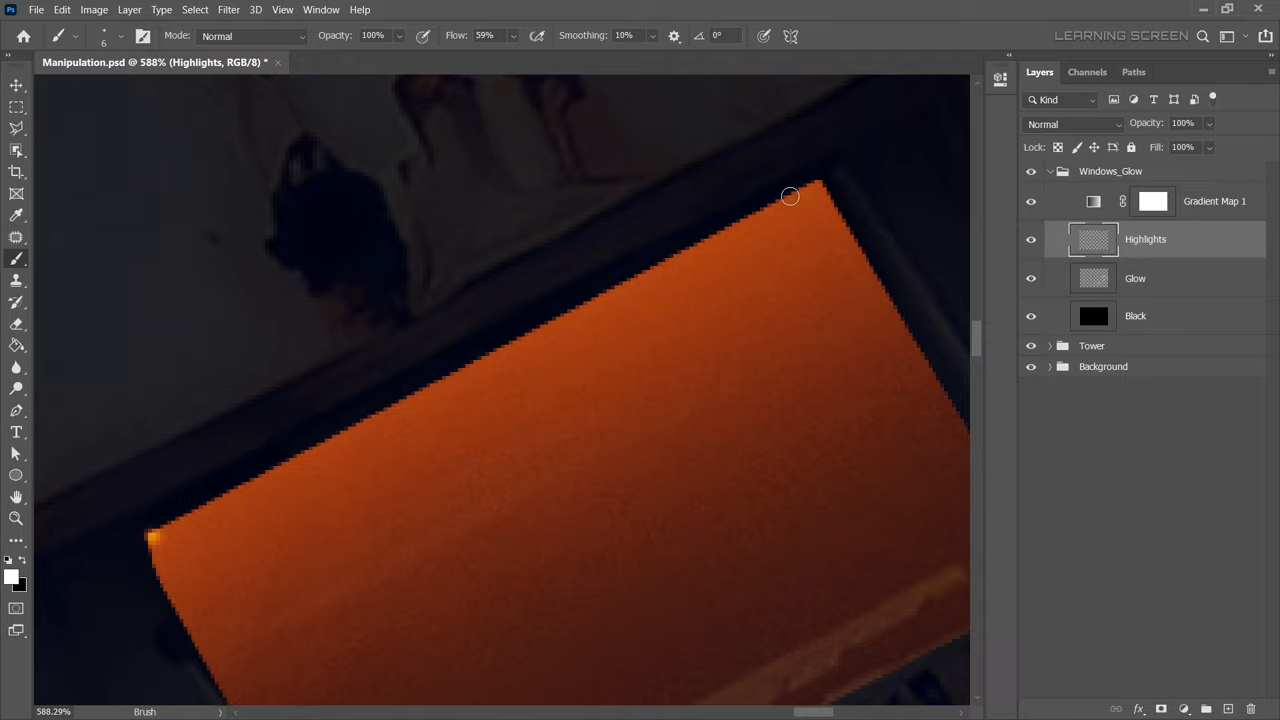 Ps File Edit Image Layer Type Select Filter 3D View Window Help
6 Mode: Normal Opacity: 100% Flow: 59% Smoothing: 10% 0° LEARNING SCREEN
Manipulation.psd @ 588% (Highlights, RGB/8) *
Layers Channels Paths
Kind
Normal Opacity: 100%
Lock: Fill: 100%
Windows_Glow
Gradient Map 1
Highlights
Glow
Black
Tower
Background
588.29% Brush